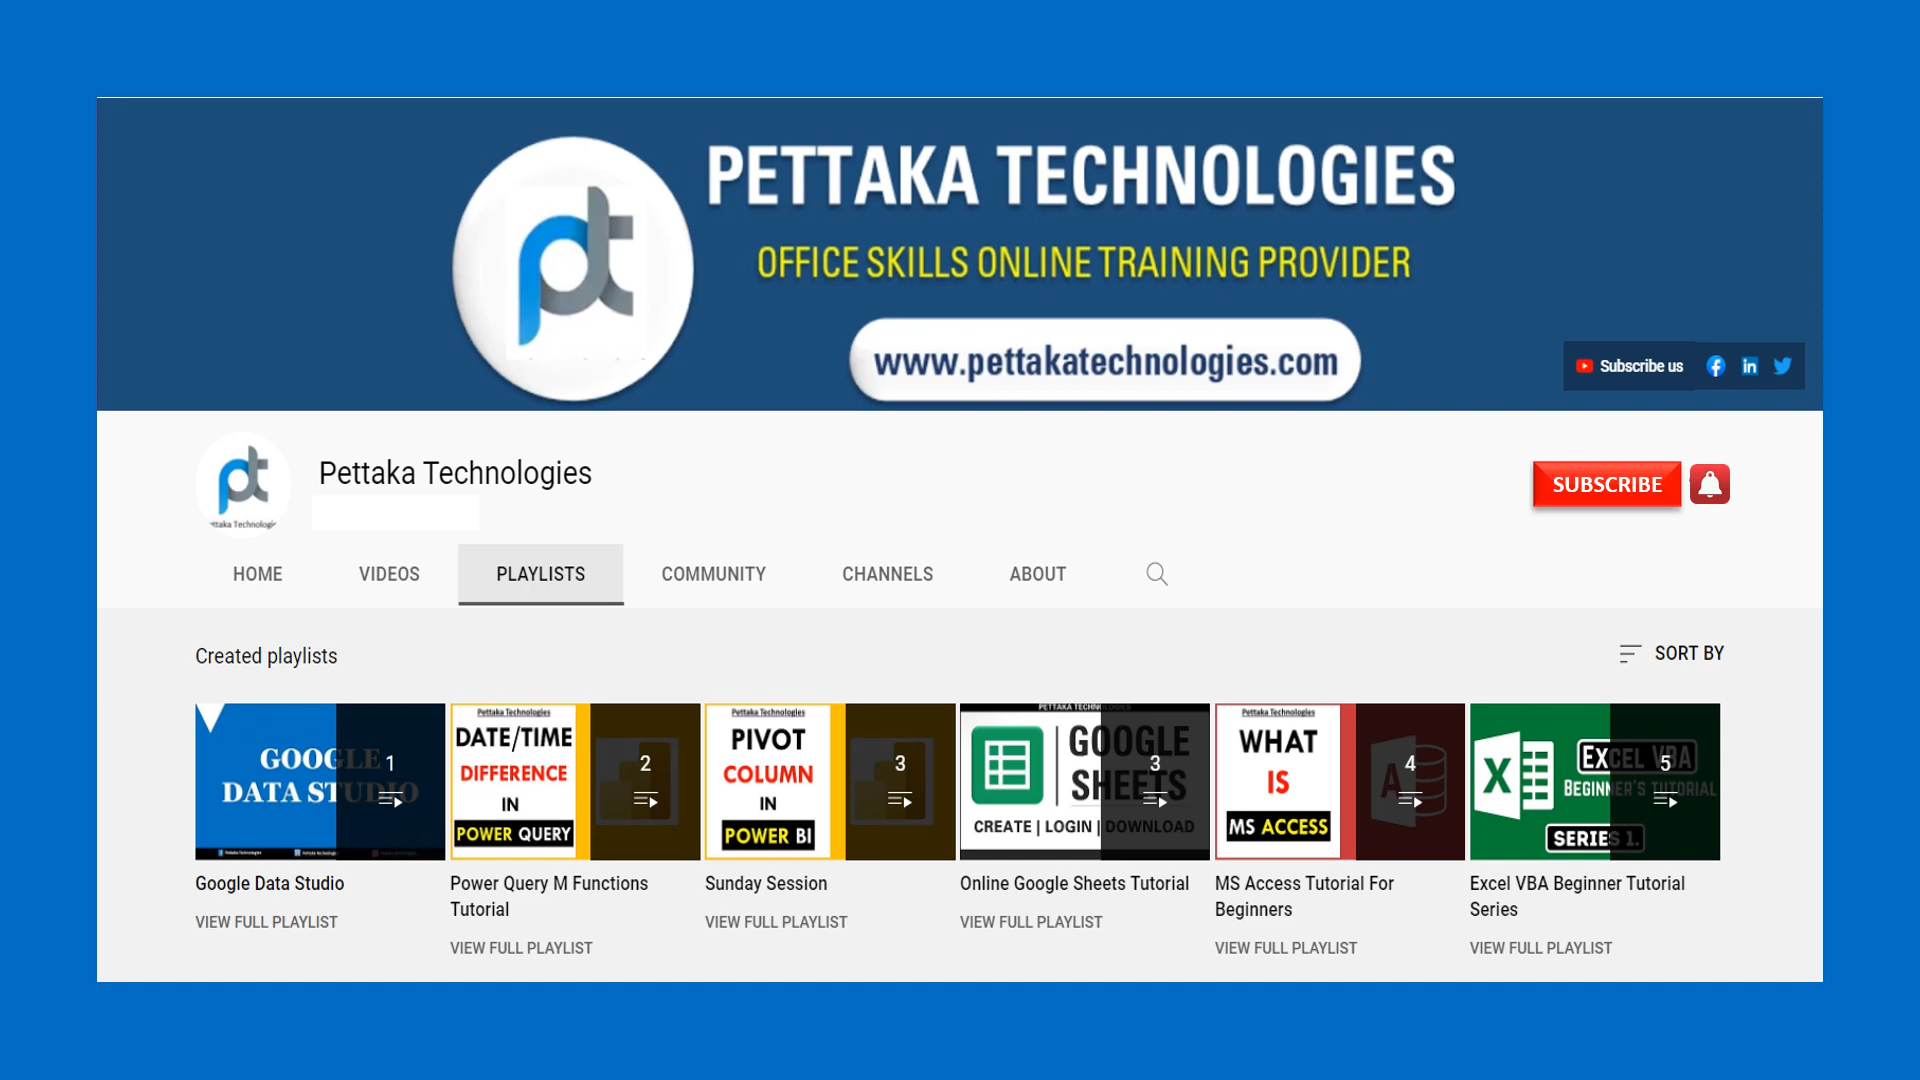 PETTAKA TECHNOLOGIES
OFFICE SKILLS ONLINE TRAINING PROVIDER
www.pettakatechnologies.com
Subscribe us
Pettaka Technologies
SUBSCRIBE
HOME VIDEOS PLAYLISTS COMMUNITY CHANNELS ABOUT
Created playlists
SORT BY
GOOGLE
DATA STUDIO
1
Google Data Studio
VIEW FULL PLAYLIST
Pettaka Technologies
DATE/TIME
DIFFERENCE
IN
POWER QUERY
2
Power Query M Functions
Tutorial
VIEW FULL PLAYLIST
Pettaka Technologies
PIVOT
COLUMN
IN
POWER BI
3
Sunday Session
VIEW FULL PLAYLIST
PETTAKA TECHNOLOGIES
GOOGLE
SHEETS
CREATE | LOGIN | DOWNLOAD
3
Online Google Sheets Tutorial
VIEW FULL PLAYLIST
Pettaka Technologies
WHAT
IS
MS ACCESS
4
MS Access Tutorial For
Beginners
VIEW FULL PLAYLIST
EXCEL VBA
BEGINNER'S TUTORIAL
SERIES 1.
5
Excel VBA Beginner Tutorial
Series
VIEW FULL PLAYLIST